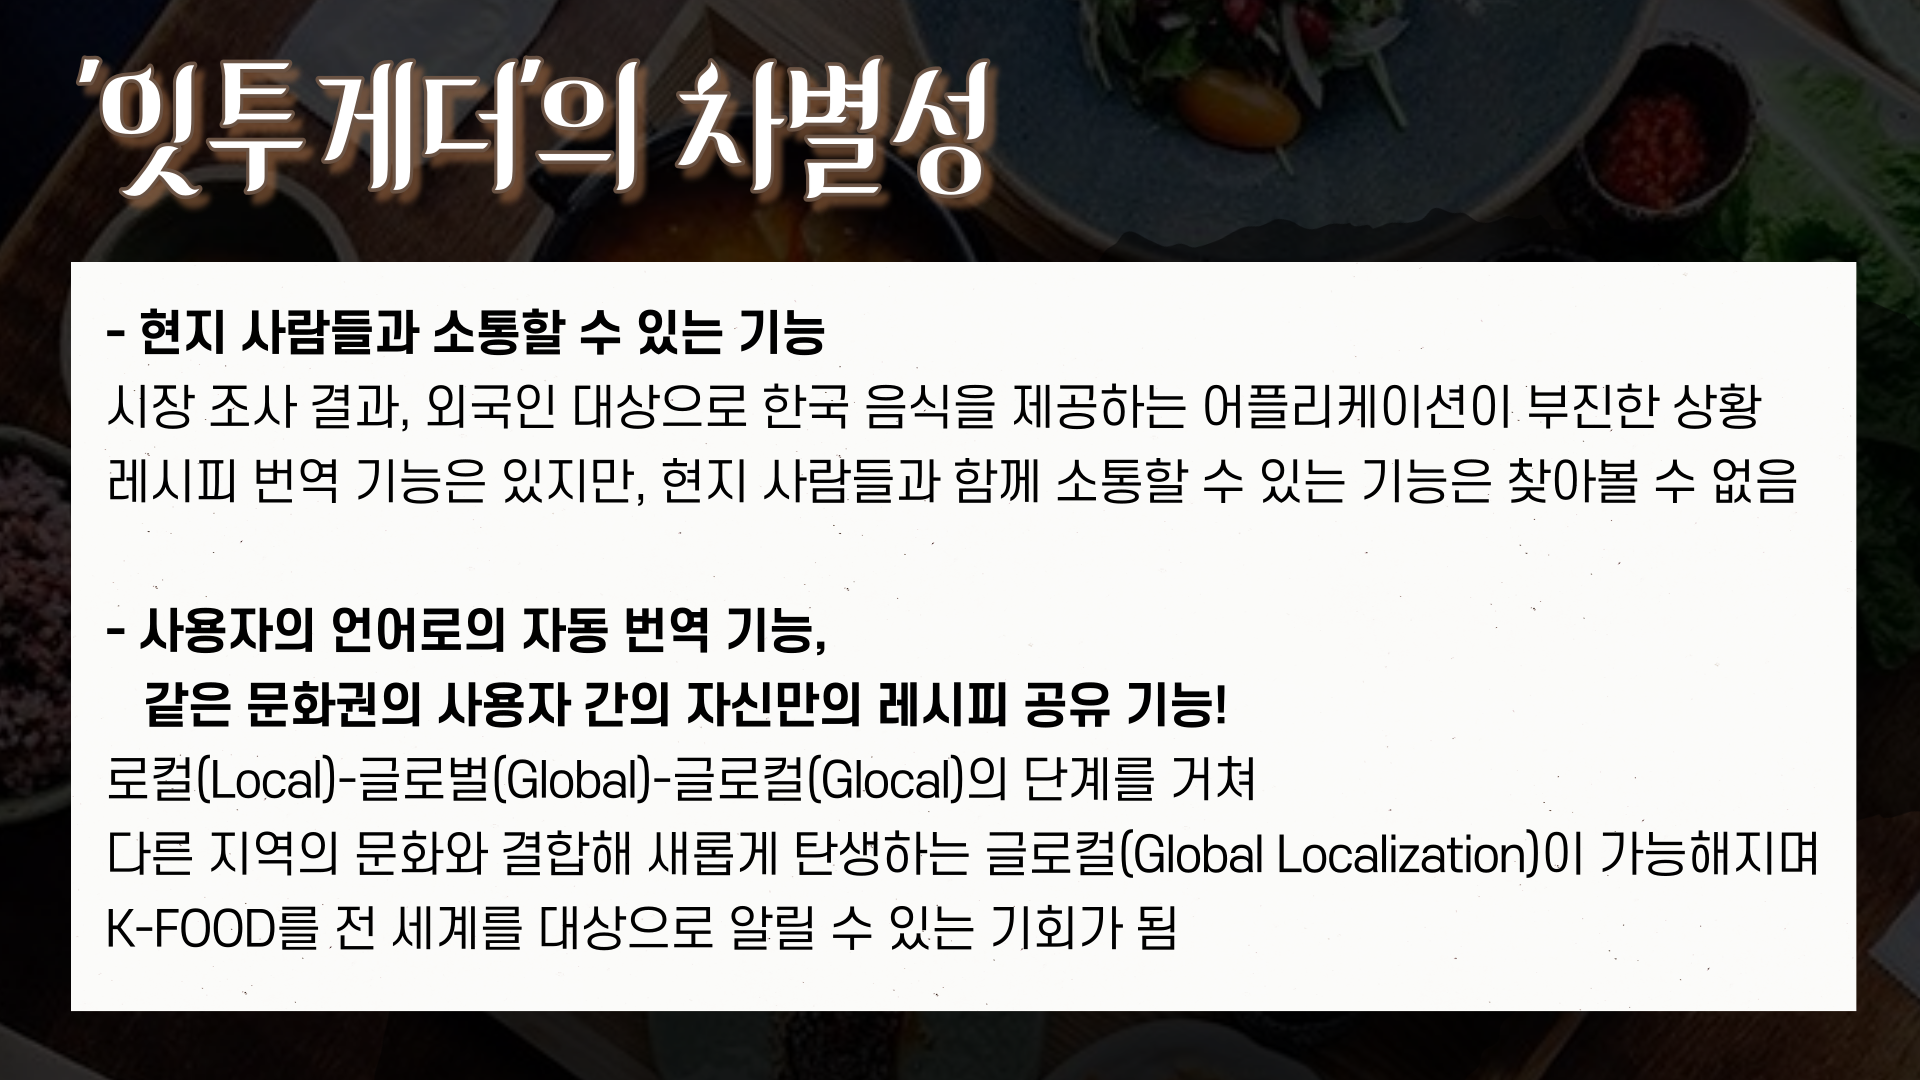 '잇투게더'의 차별성
- 현지 사람들과 소통할 수 있는 기능
시장 조사 결과, 외국인 대상으로 한국 음식을 제공하는 어플리케이션이 부진한 상황
레시피 번역 기능은 있지만, 현지 사람들과 함께 소통할 수 있는 기능은 찾아볼 수 없음
- 사용자의 언어로의 자동 번역 기능,
같은 문화권의 사용자 간의 자신만의 레시피 공유 기능!
로컬(Local)-글로벌(Global)-글로컬(Glocal)의 단계를 거쳐
다른 지역의 문화와 결합해 새롭게 탄생하는 글로컬(Global Localization)이 가능해지며
K-FOOD를 전 세계를 대상으로 알릴 수 있는 기회가 됨